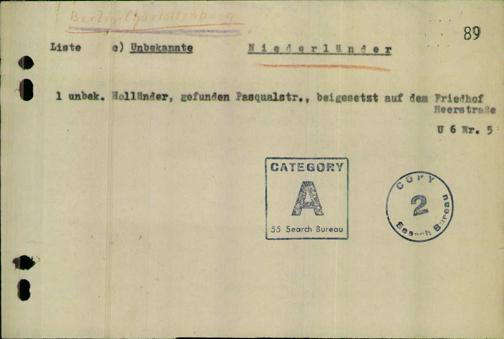 Berlin-Charlottenburg
89
Liste e) Unbekannte Niederländer
1 unbek. Holländer, gefunden Pasqualstr., beigesetzt auf dem Friedhof
Heerstraße
U 6 Nr. 5
CATEGORY
A
55 Search Bureau
COPY
2
Search Bureau